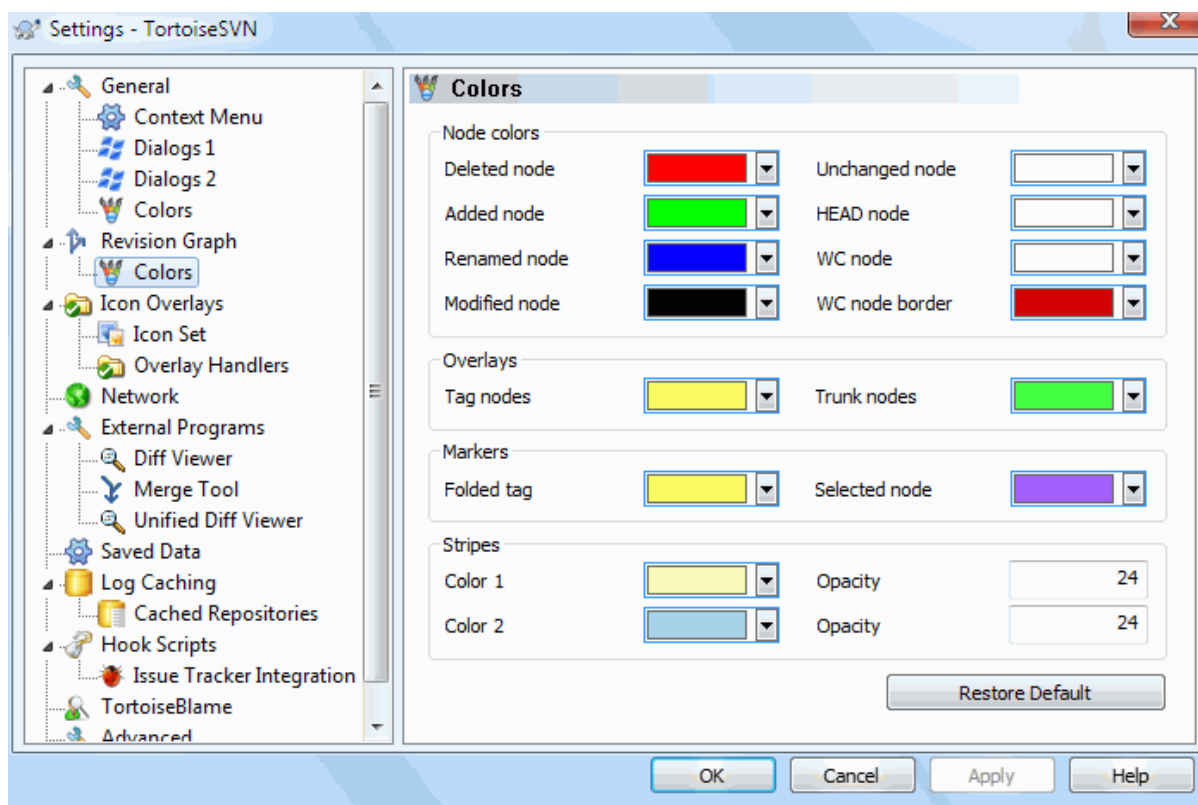 Settings - TortoiseSVN
General
Context Menu
Dialogs 1
Dialogs 2
Colors
Revision Graph
Colors
Icon Overlays
Icon Set
Overlay Handlers
Network
External Programs
Diff Viewer
Merge Tool
Unified Diff Viewer
Saved Data
Log Caching
Cached Repositories
Hook Scripts
Issue Tracker Integration
TortoiseBlame
Advanced
Colors
Node colors
Deleted node
Unchanged node
Added node
HEAD node
Renamed node
WC node
Modified node
WC node border
Overlays
Tag nodes
Trunk nodes
Markers
Folded tag
Selected node
Stripes
Color 1
Opacity
24
Color 2
Opacity
24
Restore Default
OK
Cancel
Apply
Help